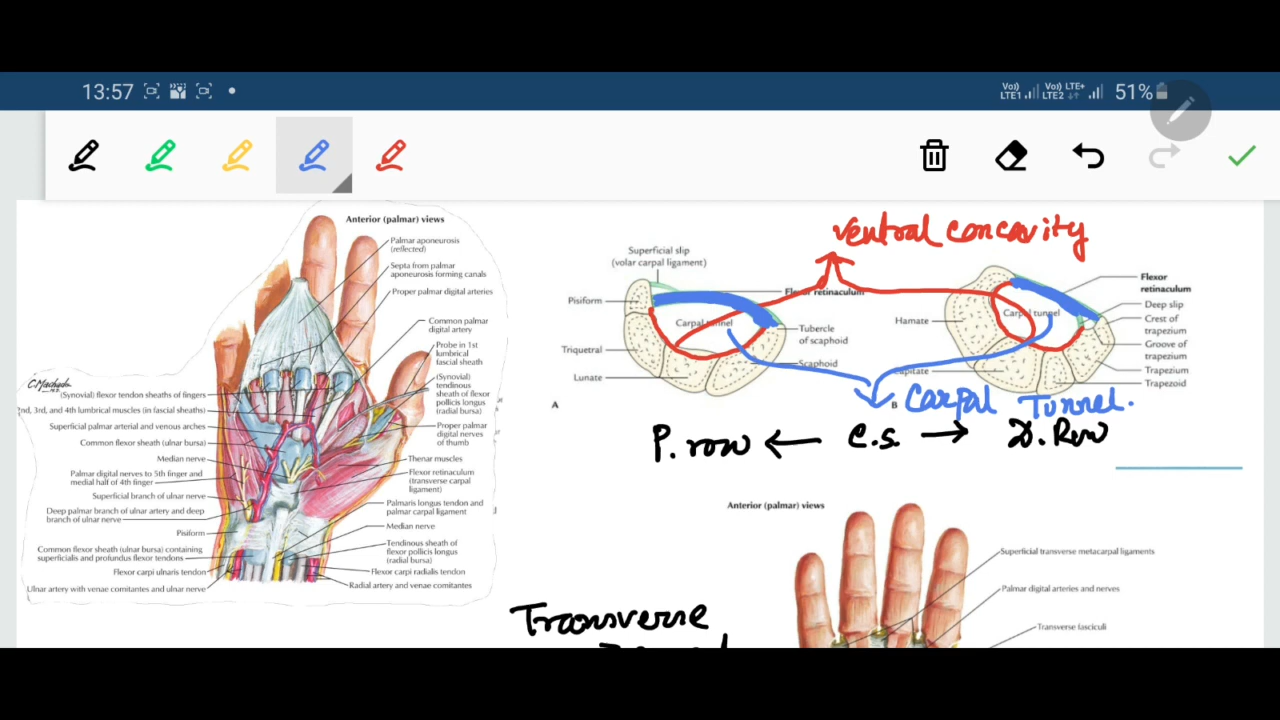 13:57
Vo)) LTE1 Vo)) LTE+ LTE2 51%
Anterior (palmar) views
Palmar aponeurosis
(reflected)
Septa from palmar
aponeurosis forming canals
Proper palmar digital arteries
Common palmar
digital artery
Probe in 1st
lumbrical
fascial sheath
(Synovial)
tendinous
sheath of flexor
pollicis longus
(radial bursa)
Proper palmar
digital nerves
of thumb
Thenar muscles
Flexor retinaculum
(transverse carpal
ligament)
Palmaris longus tendon and
palmar carpal ligament
Median nerve
Tendinous sheath of
flexor pollicis longus
(radial bursa)
Flexor carpi radialis tendon
Radial artery and venae comitantes
C. Machado
M.D.
(Synovial) flexor tendon sheaths of fingers
2nd, 3rd, and 4th lumbrical muscles (in fascial sheaths)
Superficial palmar arterial and venous arches
Common flexor sheath (ulnar bursa)
Median nerve
Palmar digital nerves to 5th finger and
medial half of 4th finger
Superficial branch of ulnar nerve
Deep palmar branch of ulnar artery and deep
branch of ulnar nerve
Pisiform
Common flexor sheath (ulnar bursa) containing
superficialis and profundus flexor tendons
Flexor carpi ulnaris tendon
Ulnar artery with venae comitantes and ulnar nerve
ventral concavity
Superficial slip
(volar carpal ligament)
Flexor retinaculum
Pisiform
Carpal tunnel
Tubercle
of scaphoid
Triquetral
Scaphoid
Lunate
A
Flexor
retinaculum
Carpal tunnel
Deep slip
Hamate
Crest of
trapezium
Groove of
trapezium
Capitate
Trapezium
Trapezoid
B
Carpal Tunnel.
P. row ← C.S. → D. Row
Anterior (palmar) views
Superficial transverse metacarpal ligaments
Palmar digital arteries and nerves
Transverse fasciculi
Transverse